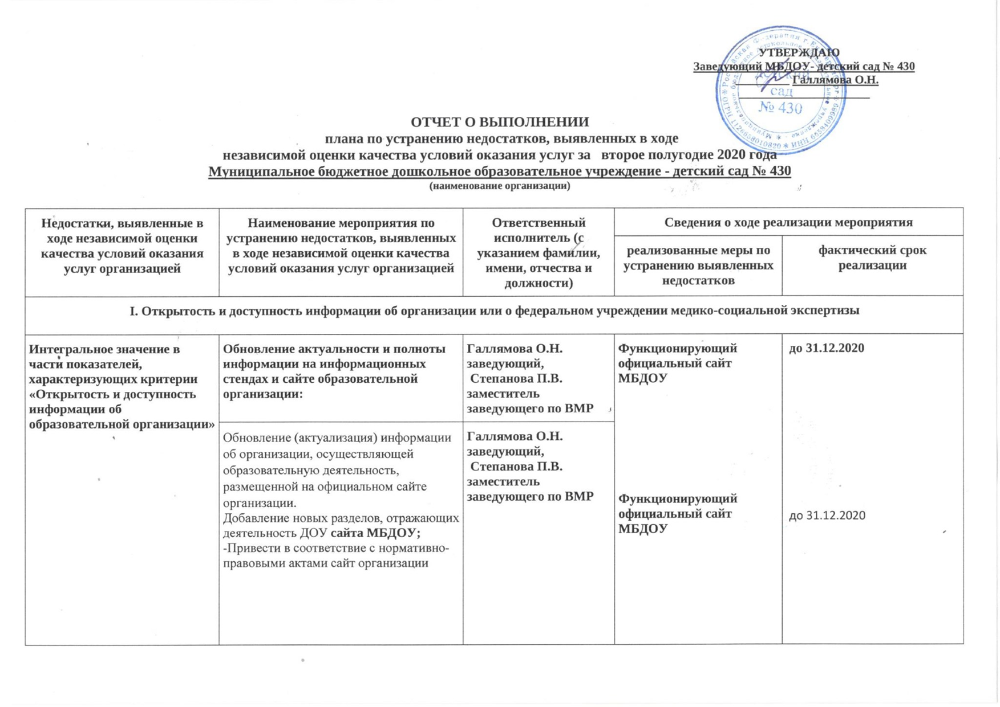 УТВЕРЖДАЮ
Заведующий МБДОУ- детский сад № 430
Галлямова О.Н.
детский
сад
№ 430
ОТЧЕТ О ВЫПОЛНЕНИИ
плана по устранению недостатков, выявленных в ходе
независимой оценки качества условий оказания услуг за второе полугодие 2020 года
Муниципальное бюджетное дошкольное образовательное учреждение - детский сад № 430
(наименование организации)
Недостатки, выявленные в
ходе независимой оценки
качества условий оказания
услуг организацией
Наименование мероприятия по
устранению недостатков, выявленных
в ходе независимой оценки качества
условий оказания услуг организацией
Ответственный
исполнитель (с
указанием фамилии,
имени, отчества и
должности)
Сведения о ходе реализации мероприятия
реализованные меры по
устранению выявленных
недостатков
фактический срок
реализации
I. Открытость и доступность информации об организации или о федеральном учреждении медико-социальной экспертизы
Интегральное значение в
части показателей,
характеризующих критерии
«Открытость и доступность
информации об
образовательной организации»
Обновление актуальности и полноты
информации на информационных
стендах и сайте образовательной
организации:
Галлямова О.Н.
заведующий,
Степанова П.В.
заместитель
заведующего по ВМР
Функционирующий
официальный сайт
МБДОУ
до 31.12.2020
Обновление (актуализация) информации
об организации, осуществляющей
образовательную деятельность,
размещенной на официальном сайте
организации.
Добавление новых разделов, отражающих
деятельность ДОУ сайта МБДОУ;
-Привести в соответствие с нормативно-
правовыми актами сайт организации
Галлямова О.Н.
заведующий,
Степанова П.В.
заместитель
заведующего по ВМР
Функционирующий
официальный сайт
МБДОУ
до 31.12.2020